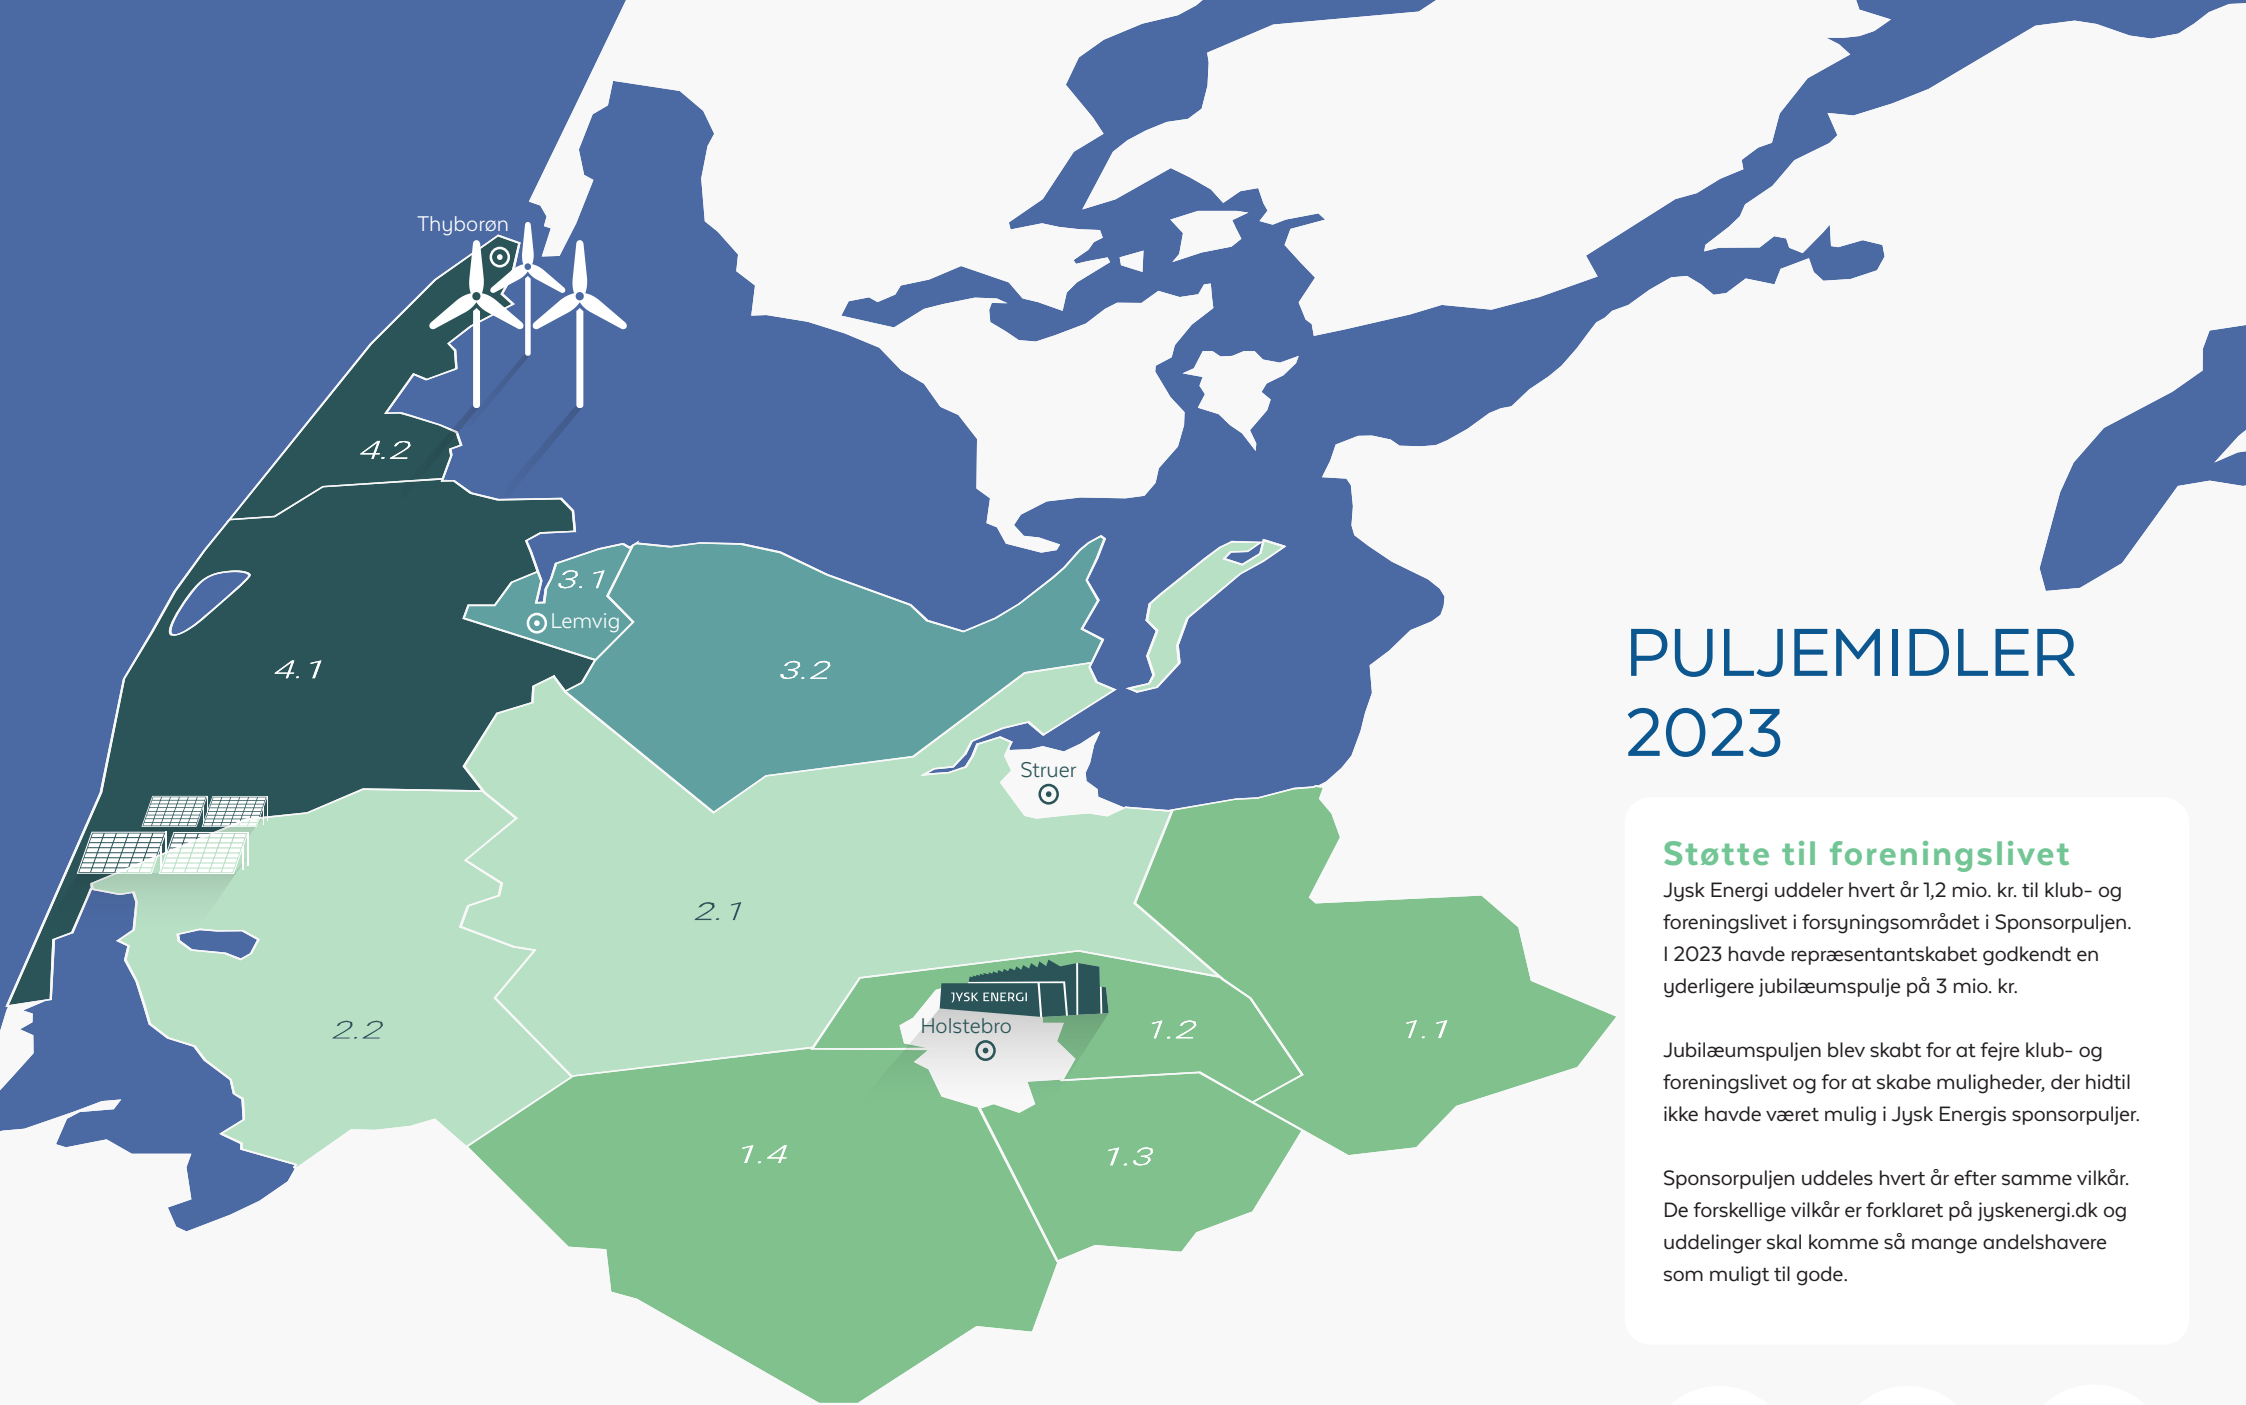 Thyborøn
4.2
3.1
Lemvig
4.1
3.2
Struer
2.1
JYSK ENERGI
Holstebro
2.2
1.2
1.1
1.4
1.3
PULJEMIDLER
2023
Støtte til foreningslivet
Jysk Energi uddeler hvert år 1,2 mio. kr. til klub- og
foreningslivet i forsyningsområdet i Sponsorpuljen.
I 2023 havde repræsentantskabet godkendt en
yderligere jubilæumspulje på 3 mio. kr.
Jubilæumspuljen blev skabt for at fejre klub- og
foreningslivet og for at skabe muligheder, der hidtil
ikke havde været mulig i Jysk Energis sponsorpuljer.
Sponsorpuljen uddeles hvert år efter samme vilkår.
De forskellige vilkår er forklaret på jyskenergi.dk og
uddelinger skal komme så mange andelshavere
som muligt til gode.